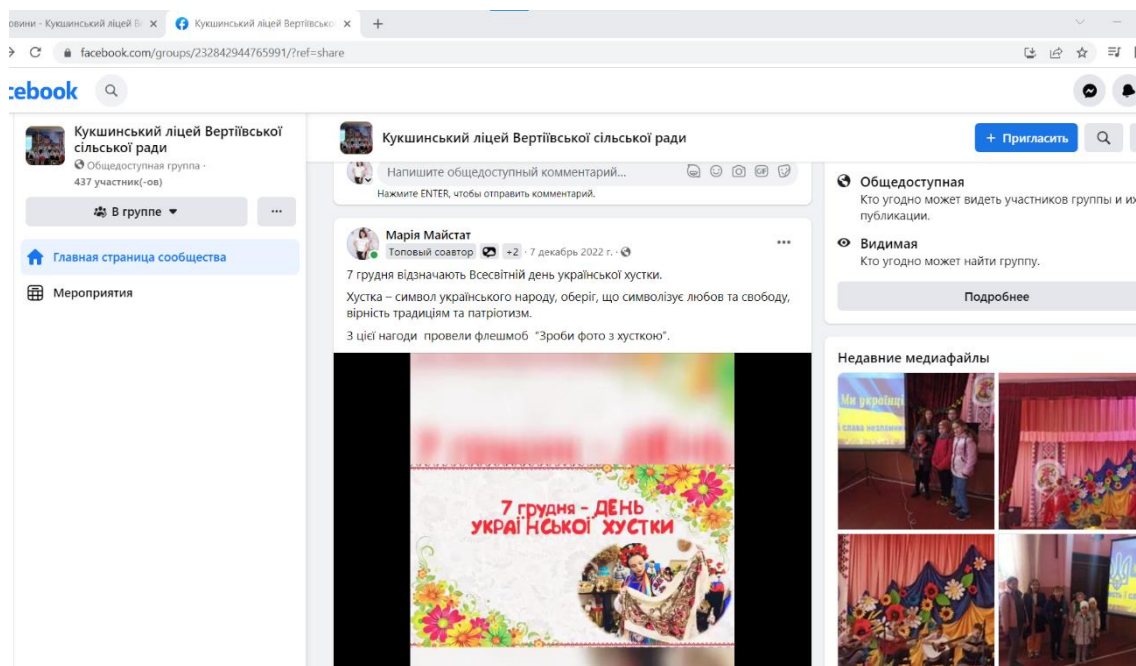 овини - Кукшинський ліцей Ве
Кукшинський ліцей Вертіївсько
facebook.com/groups/232842944765991/?ref=share
cebook
Кукшинський ліцей Вертіївської
сільської ради
Общедоступная группа ·
437 участник(-ов)
В группе
Главная страница сообщества
Мероприятия
Кукшинський ліцей Вертіївської сільської ради
+ Пригласить
Напишите общедоступный комментарий...
GIF
Нажмите ENTER, чтобы отправить комментарий.
Марія Майстат
Топовый соавтор +2 · 7 декабрь 2022 г. ·
7 грудня відзначають Всесвітній день української хустки.
Хустка – символ українського народу, оберіг, що символізує любов та свободу,
вірність традиціям та патріотизм.
З цієї нагоди провели флешмоб "Зроби фото з хусткою".
7 грудня - ДЕНЬ
УКРАЇНСЬКОЇ ХУСТКИ
Общедоступная
Кто угодно может видеть участников группы и их
публикации.
Видимая
Кто угодно может найти группу.
Подробнее
Недавние медиафайлы
Ми українці
слава незламни